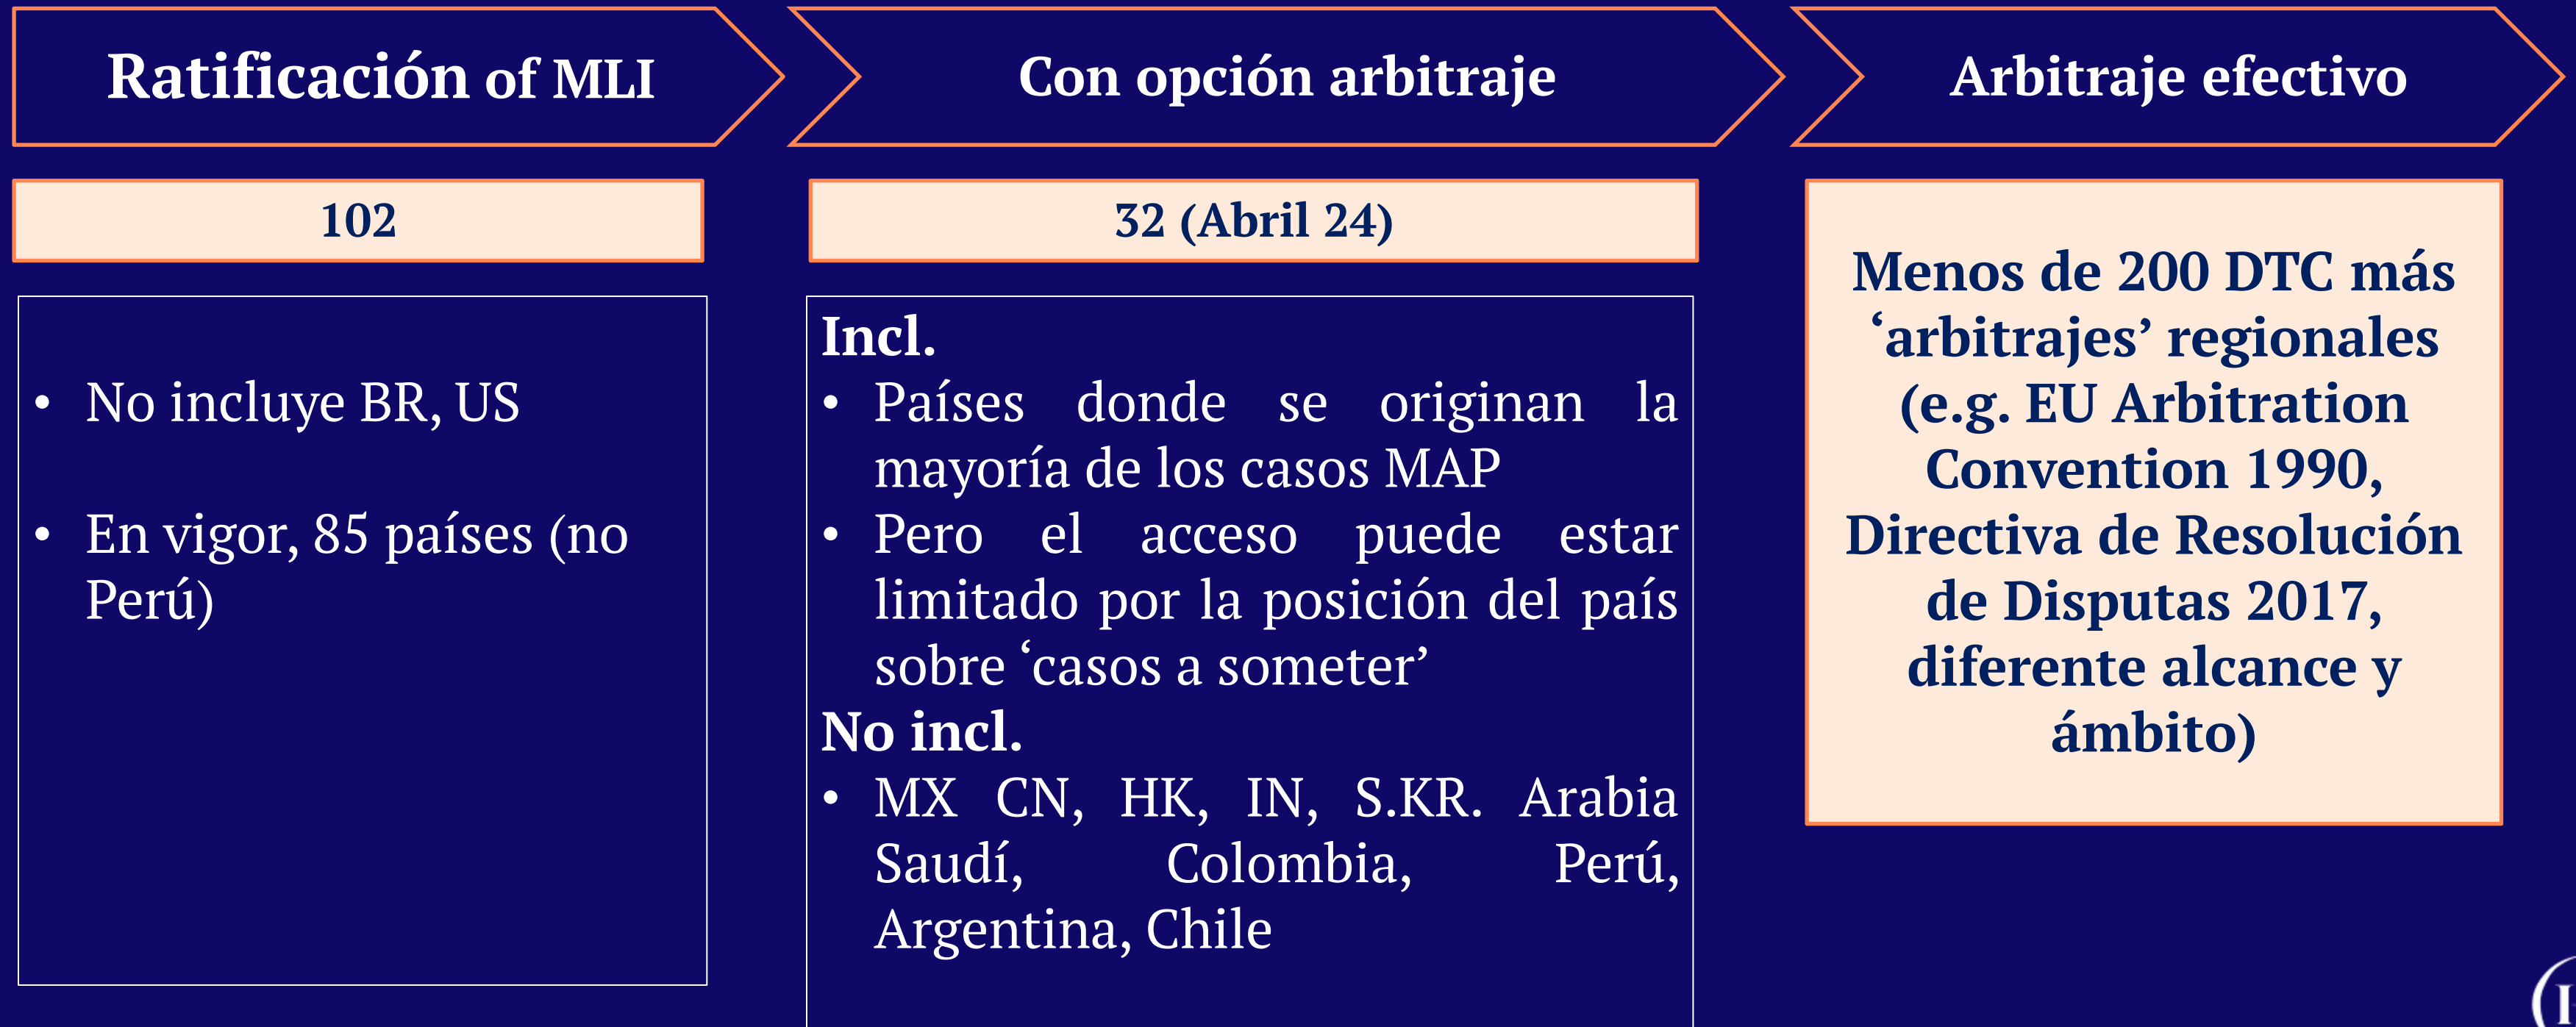 Ratificación of MLI
Con opción arbitraje
Arbitraje efectivo
102
• No incluye BR, US
• En vigor, 85 países (no
Perú)
32 (Abril 24)
Incl.
• Países donde se originan la
mayoría de los casos MAP
• Pero el acceso puede estar
limitado por la posición del país
sobre ‘casos a someter’
No incl.
• MX CN, HK, IN, S.KR. Arabia
Saudí, Colombia, Perú,
Argentina, Chile
Menos de 200 DTC más
‘arbitrajes’ regionales
(e.g. EU Arbitration
Convention 1990,
Directiva de Resolución
de Disputas 2017,
diferente alcance y
ámbito)